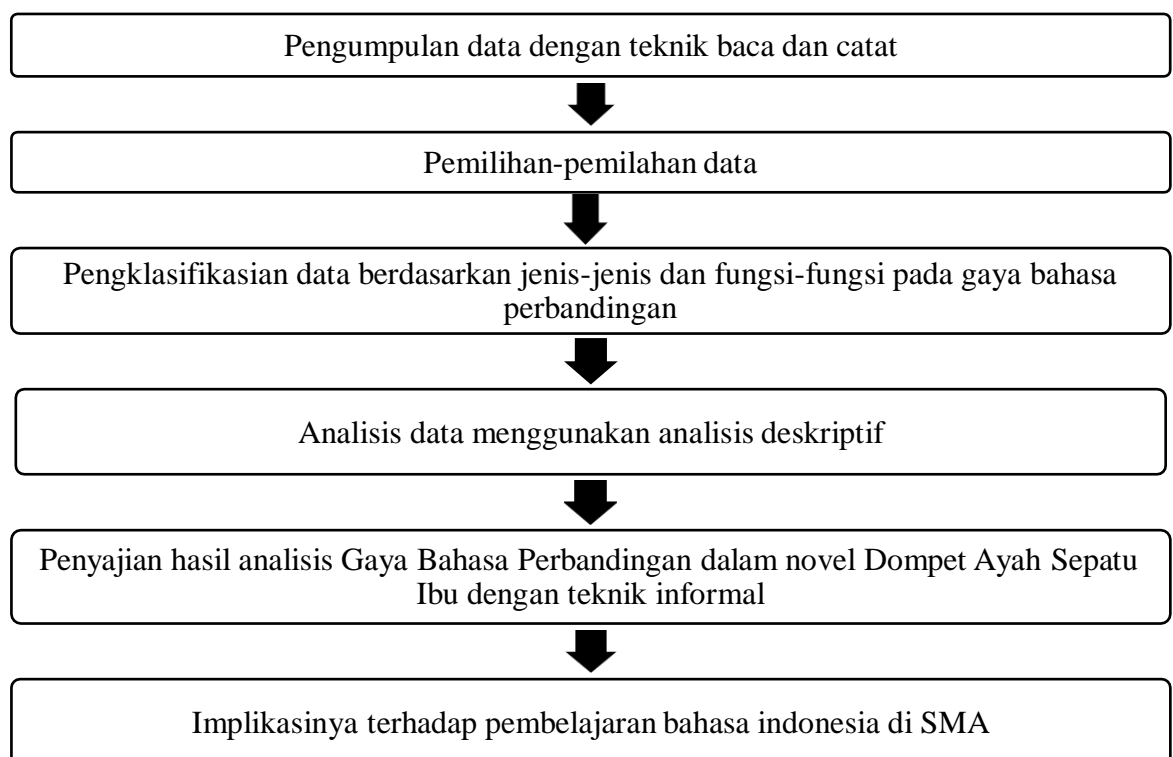 Pengumpulan data dengan teknik baca dan catat
Pemilihan-pemilahan data
Pengklasifikasian data berdasarkan jenis-jenis dan fungsi-fungsi pada gaya bahasa
perbandingan
Analisis data menggunakan analisis deskriptif
Penyajian hasil analisis Gaya Bahasa Perbandingan dalam novel Dompet Ayah Sepatu
Ibu dengan teknik informal
Implikasinya terhadap pembelajaran bahasa indonesia di SMA